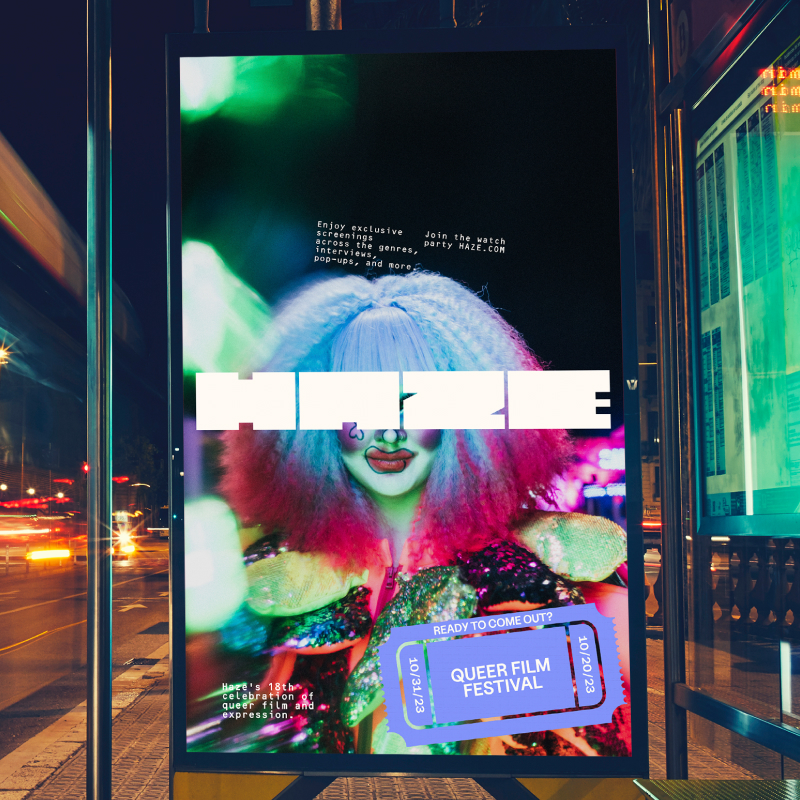 Enjoy exclusive
screenings
across the genres,
interviews,
pop-ups, and more.
Join the watch
party HAZE.COM
HAZE
READY TO COME OUT?
10/31/23
QUEER FILM
FESTIVAL
10/20/23
Haze's 18th
celebration of
queer film and
expression.